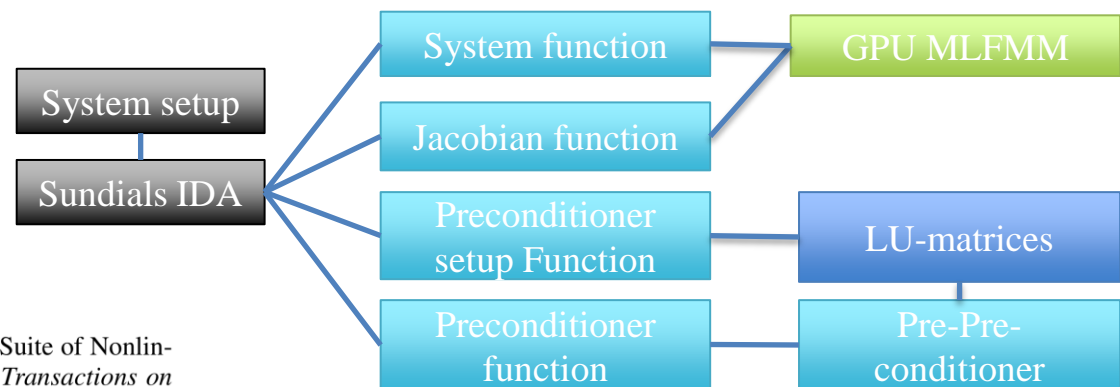 System function
GPU MLFMM
System setup
Jacobian function
Sundials IDA
Preconditioner
setup Function
LU-matrices
Preconditioner
function
Pre-Pre-
conditioner
Suite of Nonlin-
Transactions on